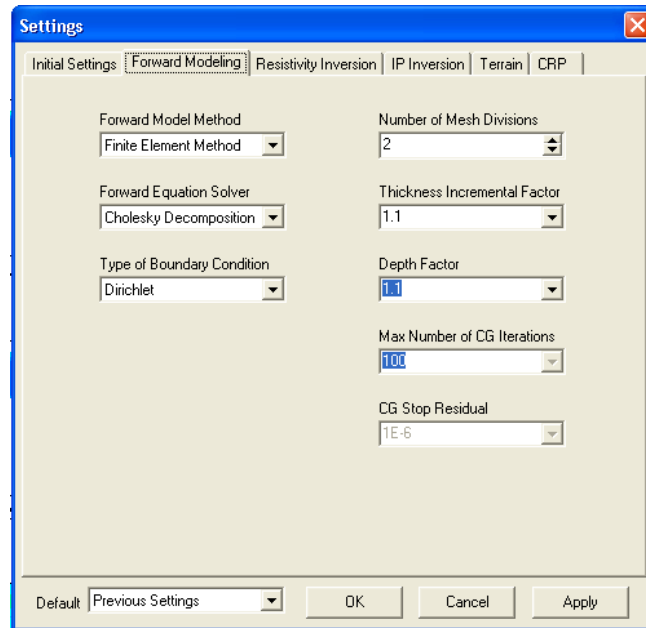 Settings
Initial Settings Forward Modeling Resistivity Inversion IP Inversion Terrain CRP
Forward Model Method
Finite Element Method
Forward Equation Solver
Cholesky Decomposition
Type of Boundary Condition
Dirichlet
Number of Mesh Divisions
2
Thickness Incremental Factor
1.1
Depth Factor
1.1
Max Number of CG Iterations
100
CG Stop Residual
1E-6
Default Previous Settings OK Cancel Apply